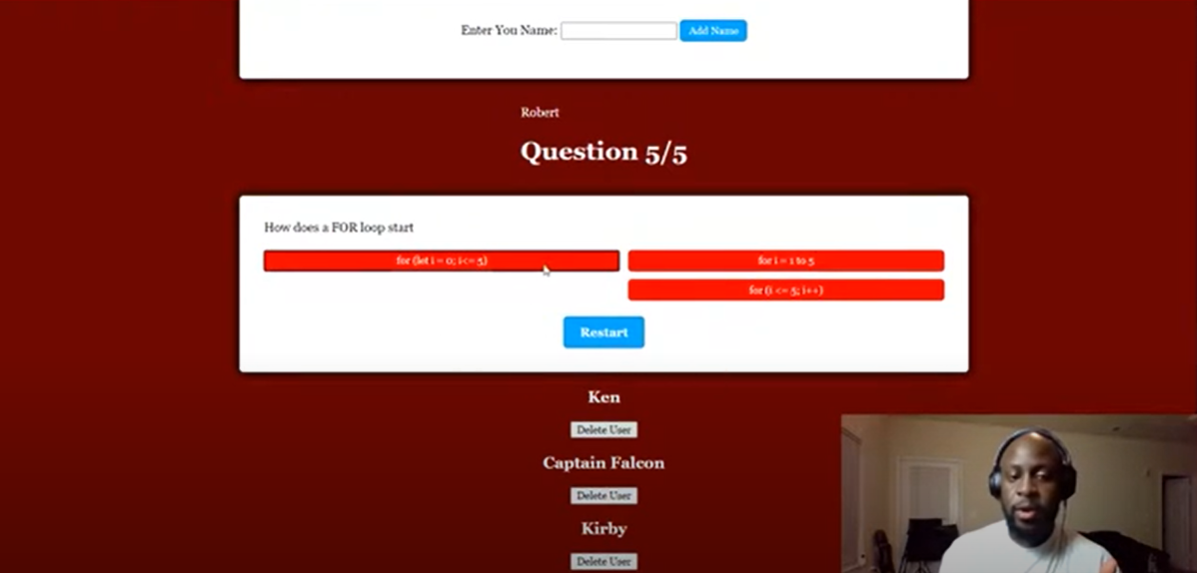 Enter You Name:
Add Name
Robert
Question 5/5
How does a FOR loop start
for (let i = 0; i<= 5)
for i = 1 to 5
for (i <= 5; i++)
Restart
Ken
Delete User
Captain Falcon
Delete User
Kirby
Delete User